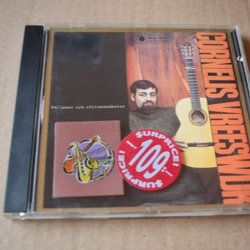 Ballader och oförskämdheter
CORNELIS VREESWIJK
SURPRICE!
109:-
SURPRICE!